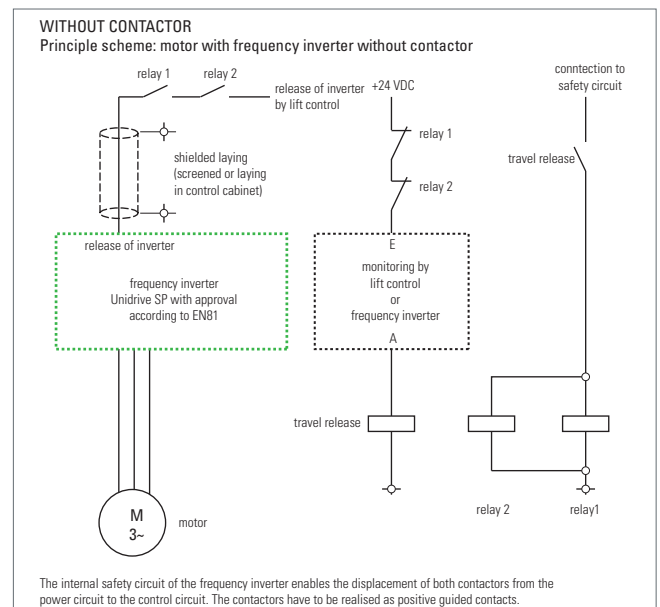 WITHOUT CONTACTOR
Principle scheme: motor with frequency inverter without contactor
relay 1
relay 2
release of inverter
by lift control
+24 VDC
conntection to
safety circuit
relay 1
travel release
shielded laying
(screened or laying
in control cabinet)
relay 2
release of inverter
frequency inverter
Unidrive SP with approval
according to EN81
E
monitoring by
lift control
or
frequency inverter
A
travel release
relay 2
relay1
M
3~
motor
The internal safety circuit of the frequency inverter enables the displacement of both contactors from the
power circuit to the control circuit. The contactors have to be realised as positive guided contacts.